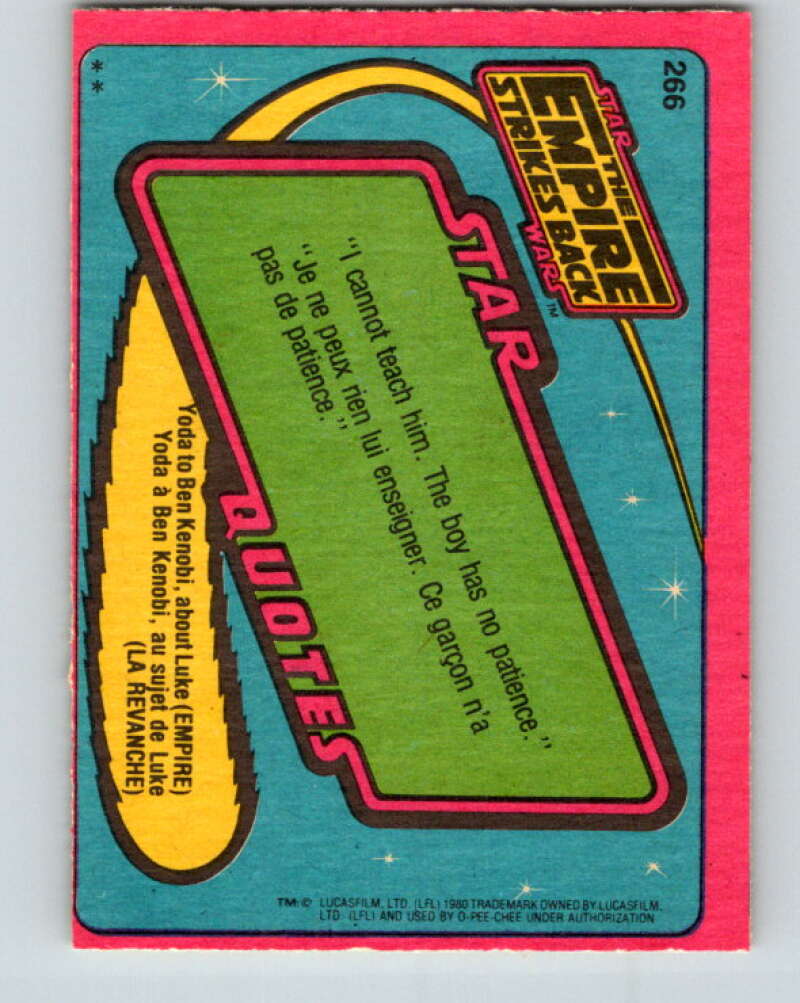 266
STAR
THE
EMPIRE
STRIKES BACK
WARS™
STAR
"I cannot teach him. The boy has no patience."
"Je ne peux rien lui enseigner. Ce garçon n'a
pas de patience."
QUOTES
Yoda to Ben Kenobi, about Luke (EMPIRE)
Yoda à Ben Kenobi, au sujet de Luke
(LA REVANCHE)
**
TM: © LUCASFILM, LTD. (LFL) 1980 TRADEMARK OWNED BY LUCASFILM,
LTD. (LFL) AND USED BY O-PEE-CHEE UNDER AUTHORIZATION